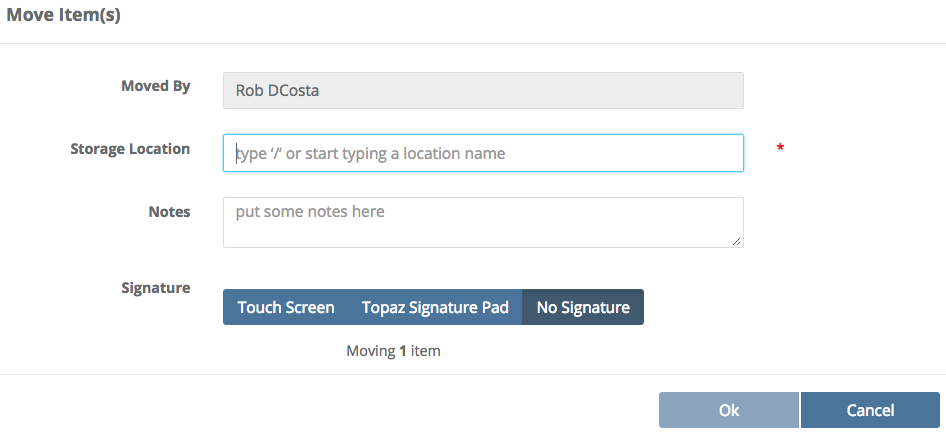 Move Item(s)
Moved By
Rob DCosta
Storage Location
type ‘/’ or start typing a location name
*
Notes
put some notes here
Signature
Touch Screen
Topaz Signature Pad
No Signature
Moving 1 item
Ok
Cancel